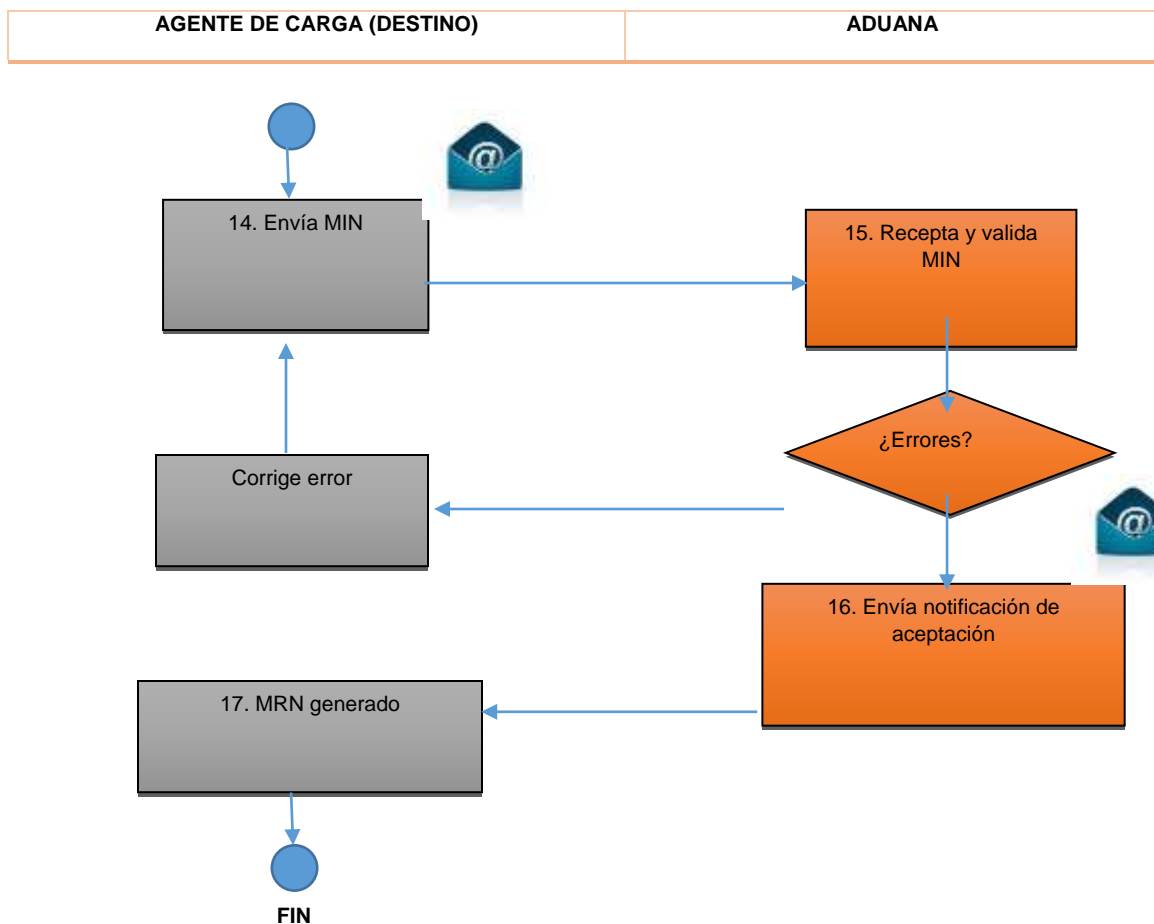 AGENTE DE CARGA (DESTINO)
ADUANA
14. Envía MIN
15. Recepta y valida
MIN
¿Errores?
Corrige error
16. Envía notificación de
aceptación
17. MRN generado
FIN